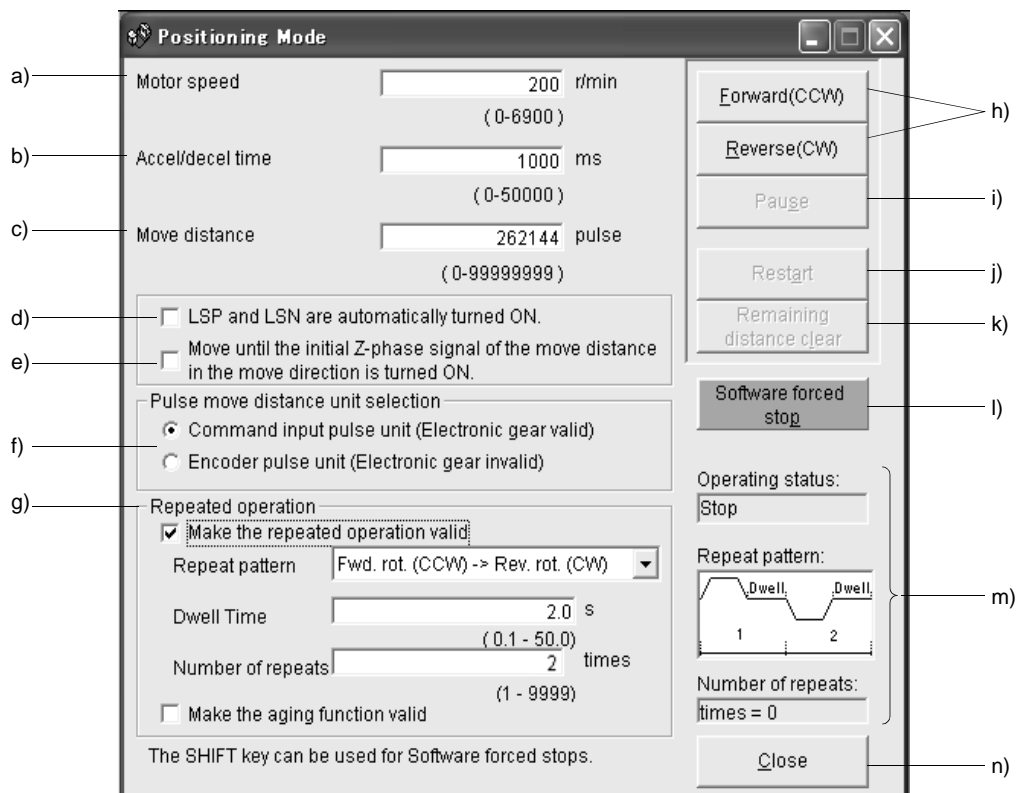 Positioning Mode
a)
Motor speed
200 r/min
(0-6900)
b)
Accel/decel time
1000 ms
(0-50000)
c)
Move distance
262144 pulse
(0-99999999)
d)
LSP and LSN are automatically turned ON.
e)
Move until the initial Z-phase signal of the move distance
in the move direction is turned ON.
Pulse move distance unit selection
f)
Command input pulse unit (Electronic gear valid)
Encoder pulse unit (Electronic gear invalid)
g)
Repeated operation
Make the repeated operation valid
Repeat pattern
Fwd. rot. (CCW) -> Rev. rot. (CW)
Dwell Time
2.0 s
(0.1 - 50.0)
Number of repeats
2 times
(1 - 9999)
Make the aging function valid
The SHIFT key can be used for Software forced stops.
Forward(CCW)
Reverse(CW)
h)
Pause
i)
Restart
j)
Remaining
distance clear
k)
Software forced
stop
l)
Operating status:
Stop
Repeat pattern:
Dwell Dwell
1 2
m)
Number of repeats:
times = 0
Close
n)